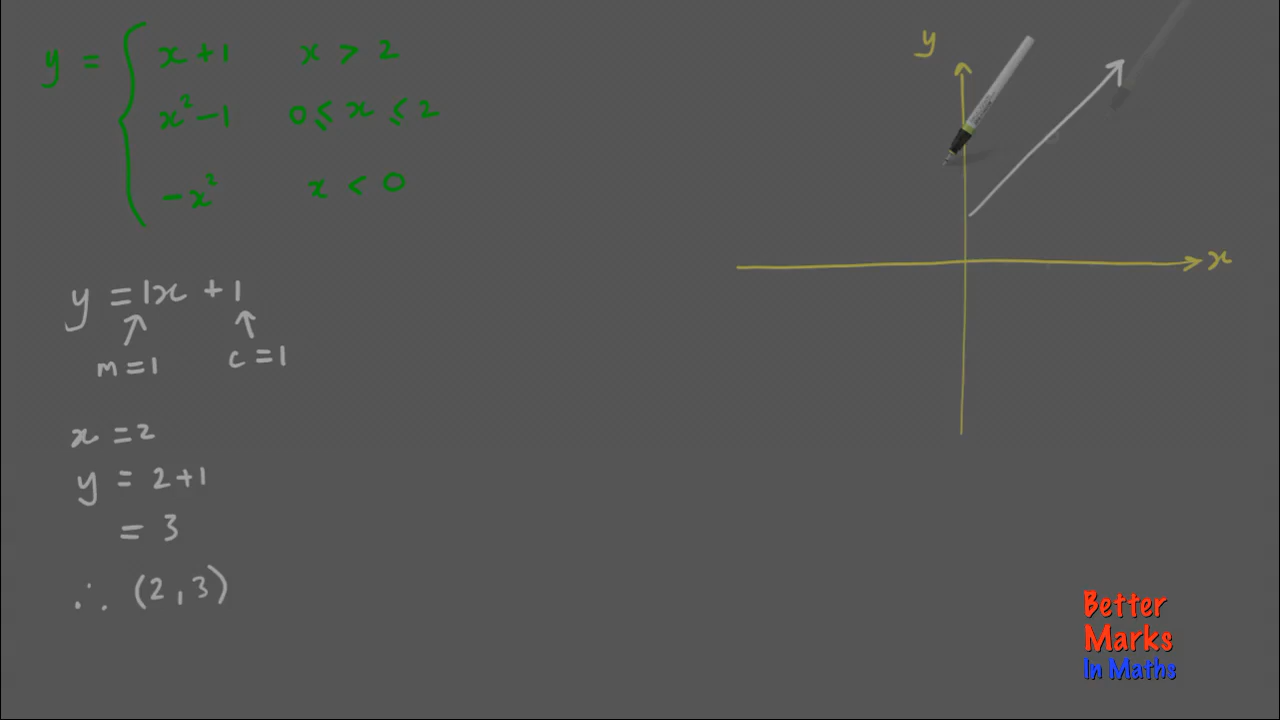 y = { x + 1   x > 2
x² - 1   0 ≤ x ≤ 2
-x²   x < 0
y = 1x + 1
m = 1   c = 1
x = 2
y = 2 + 1
= 3
∴ (2, 3)
y
x
Better
Marks
In Maths